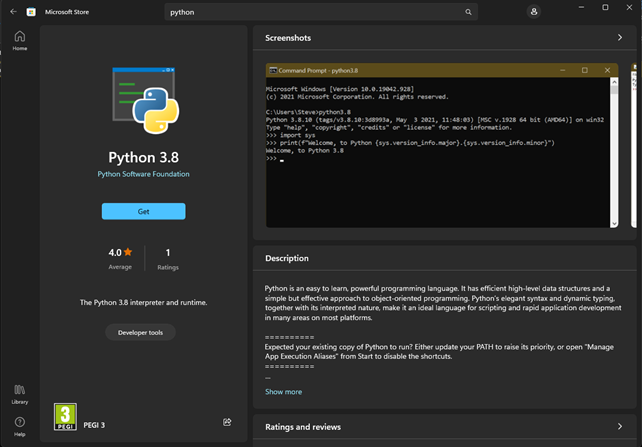 Microsoft Store
python
Home
Python 3.8
Python Software Foundation
Get
4.0
Average
1
Ratings
The Python 3.8 interpreter and runtime.
Developer tools
3
PEGI
PEGI 3
Library
Help
Screenshots
Command Prompt - python3.8
Microsoft Windows [Version 10.0.19042.928]
(c) 2021 Microsoft Corporation. All rights reserved.
C:\Users\Steve>python3.8
Python 3.8.10 (tags/v3.8.10:3d8993a, May  3 2021, 11:48:03) [MSC v.1928 64 bit (AMD64)] on win32
Type "help", "copyright", "credits" or "license" for more information.
>>> import sys
>>> print(f"Welcome, to Python {sys.version_info.major}.{sys.version_info.minor}")
Welcome, to Python 3.8
>>> _
Description
Python is an easy to learn, powerful programming language. It has efficient high-level data structures and a
simple but effective approach to object-oriented programming. Python's elegant syntax and dynamic typing,
together with its interpreted nature, make it an ideal language for scripting and rapid application development
in many areas on most platforms.
==========
Expected your existing copy of Python to run? Either update your PATH to raise its priority, or open "Manage
App Execution Aliases" from Start to disable the shortcuts.
==========
...
Show more
Ratings and reviews